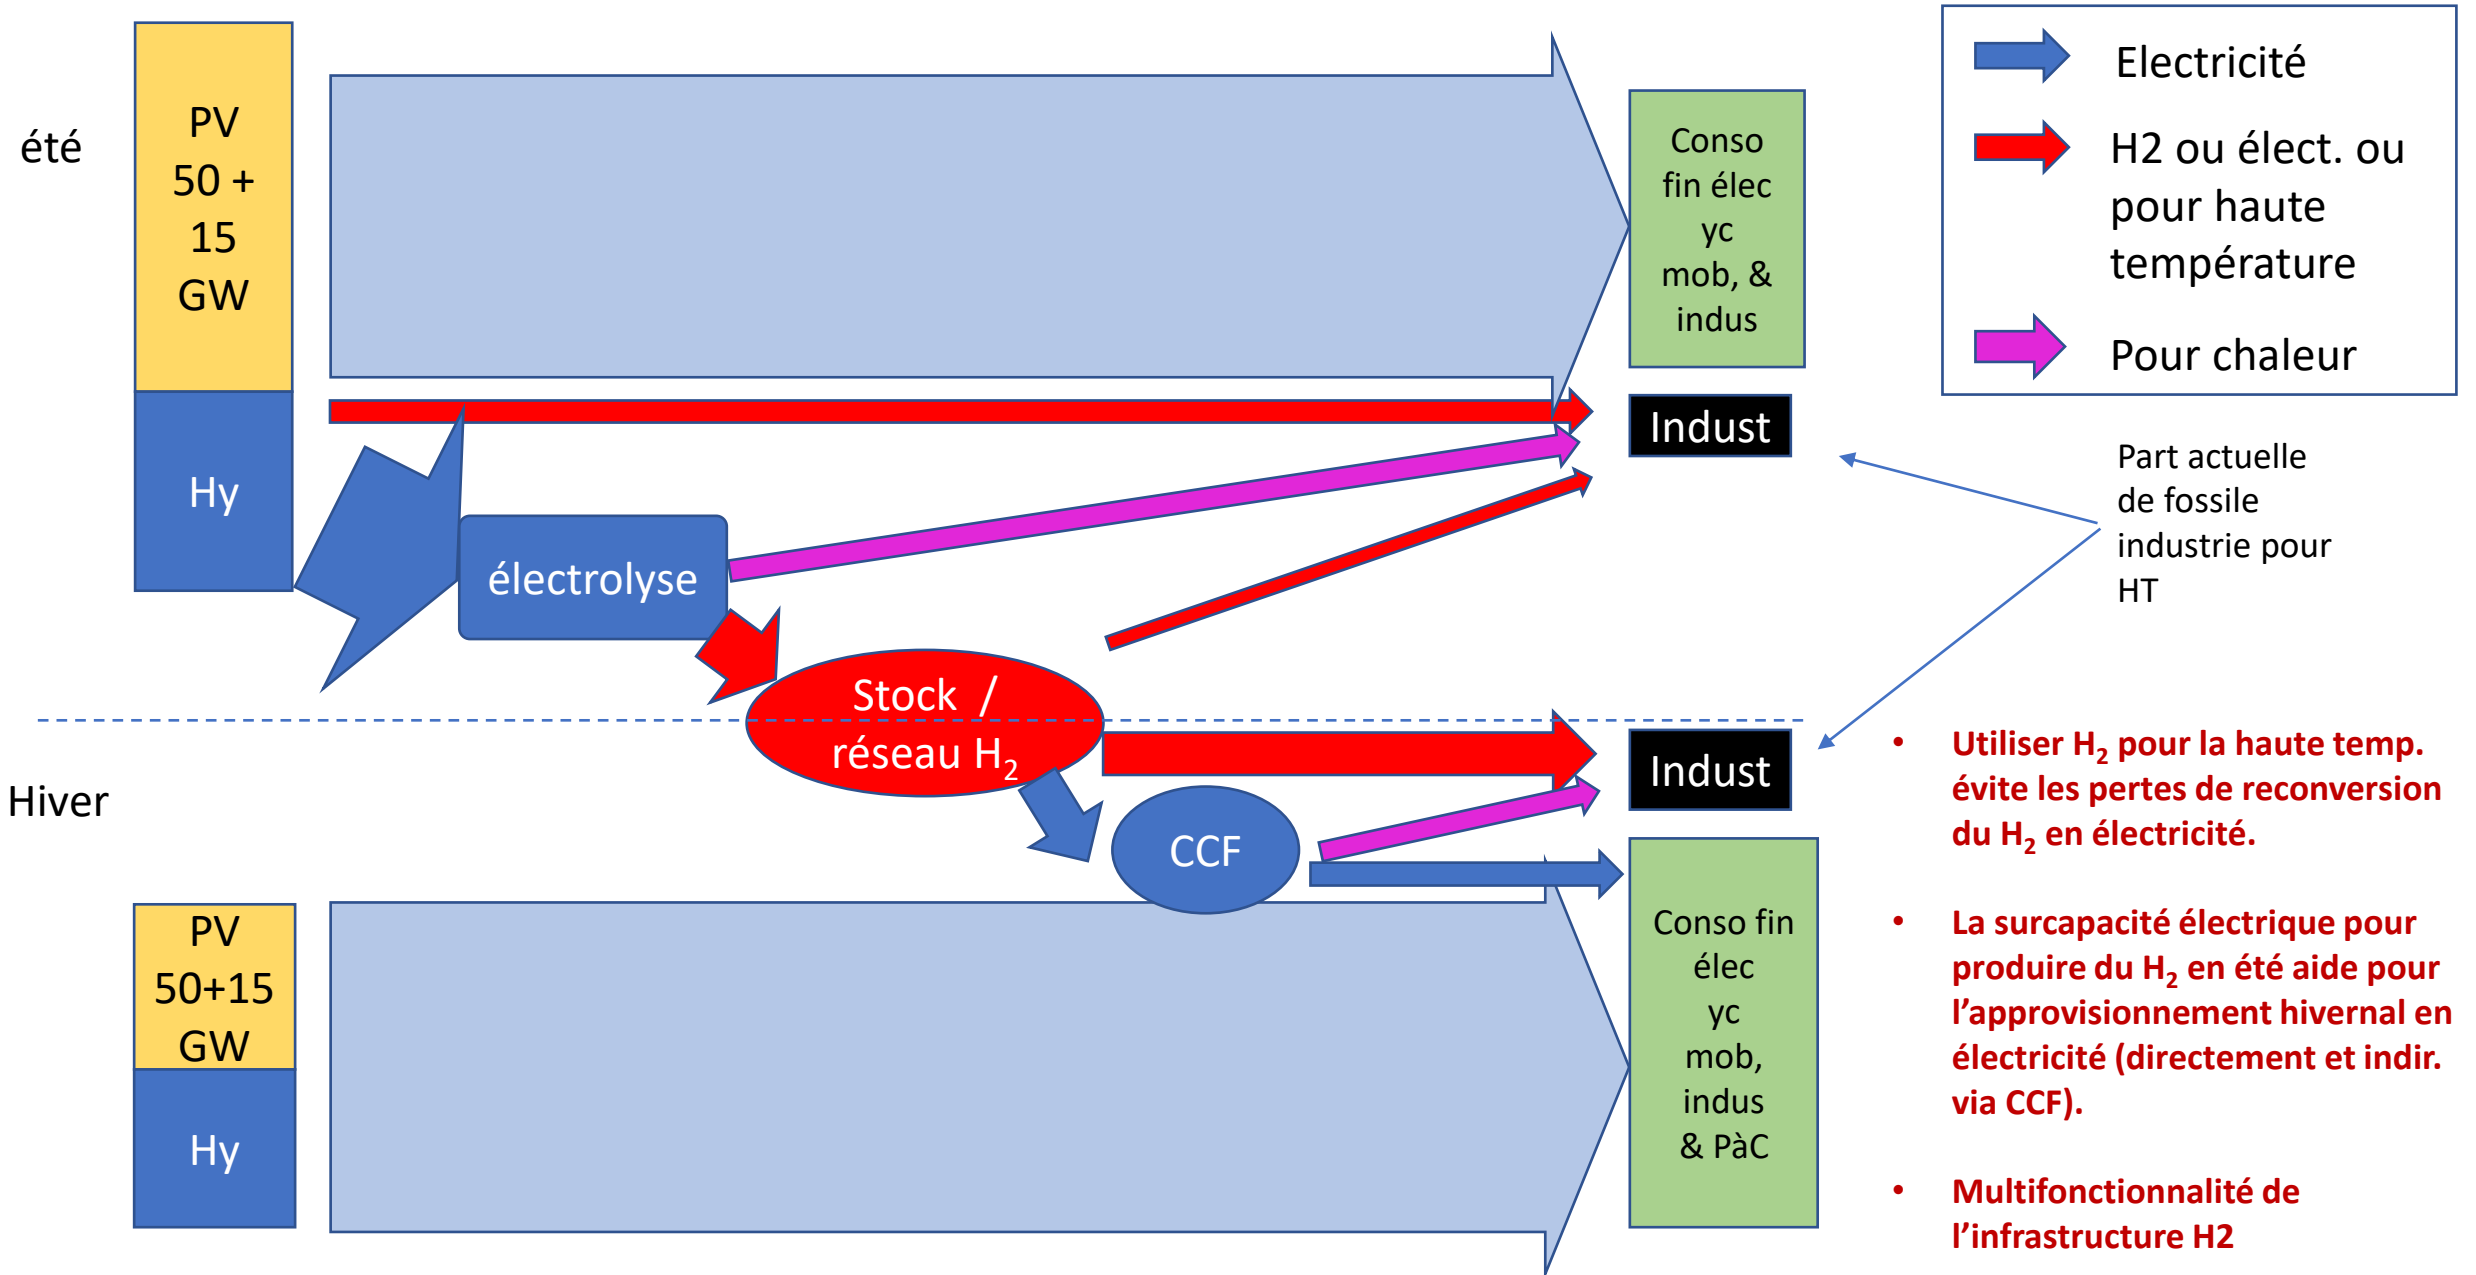 été
PV
50 +
15
GW
Hy
Conso
fin élec
yc
mob, &
indus
Indust
électrolyse
Stock /
réseau H₂
Electricité
H2 ou élect. ou
pour haute
température
Pour chaleur
Part actuelle
de fossile
industrie pour
HT
Hiver
PV
50+15
GW
Hy
CCF
Indust
Conso fin
élec
yc
mob,
indus
& PàC
• Utiliser H₂ pour la haute temp.
évite les pertes de reconversion
du H₂ en électricité.
• La surcapacité électrique pour
produire du H₂ en été aide pour
l’approvisionnement hivernal en
électricité (directement et indir.
via CCF).
• Multifonctionnalité de
l’infrastructure H2